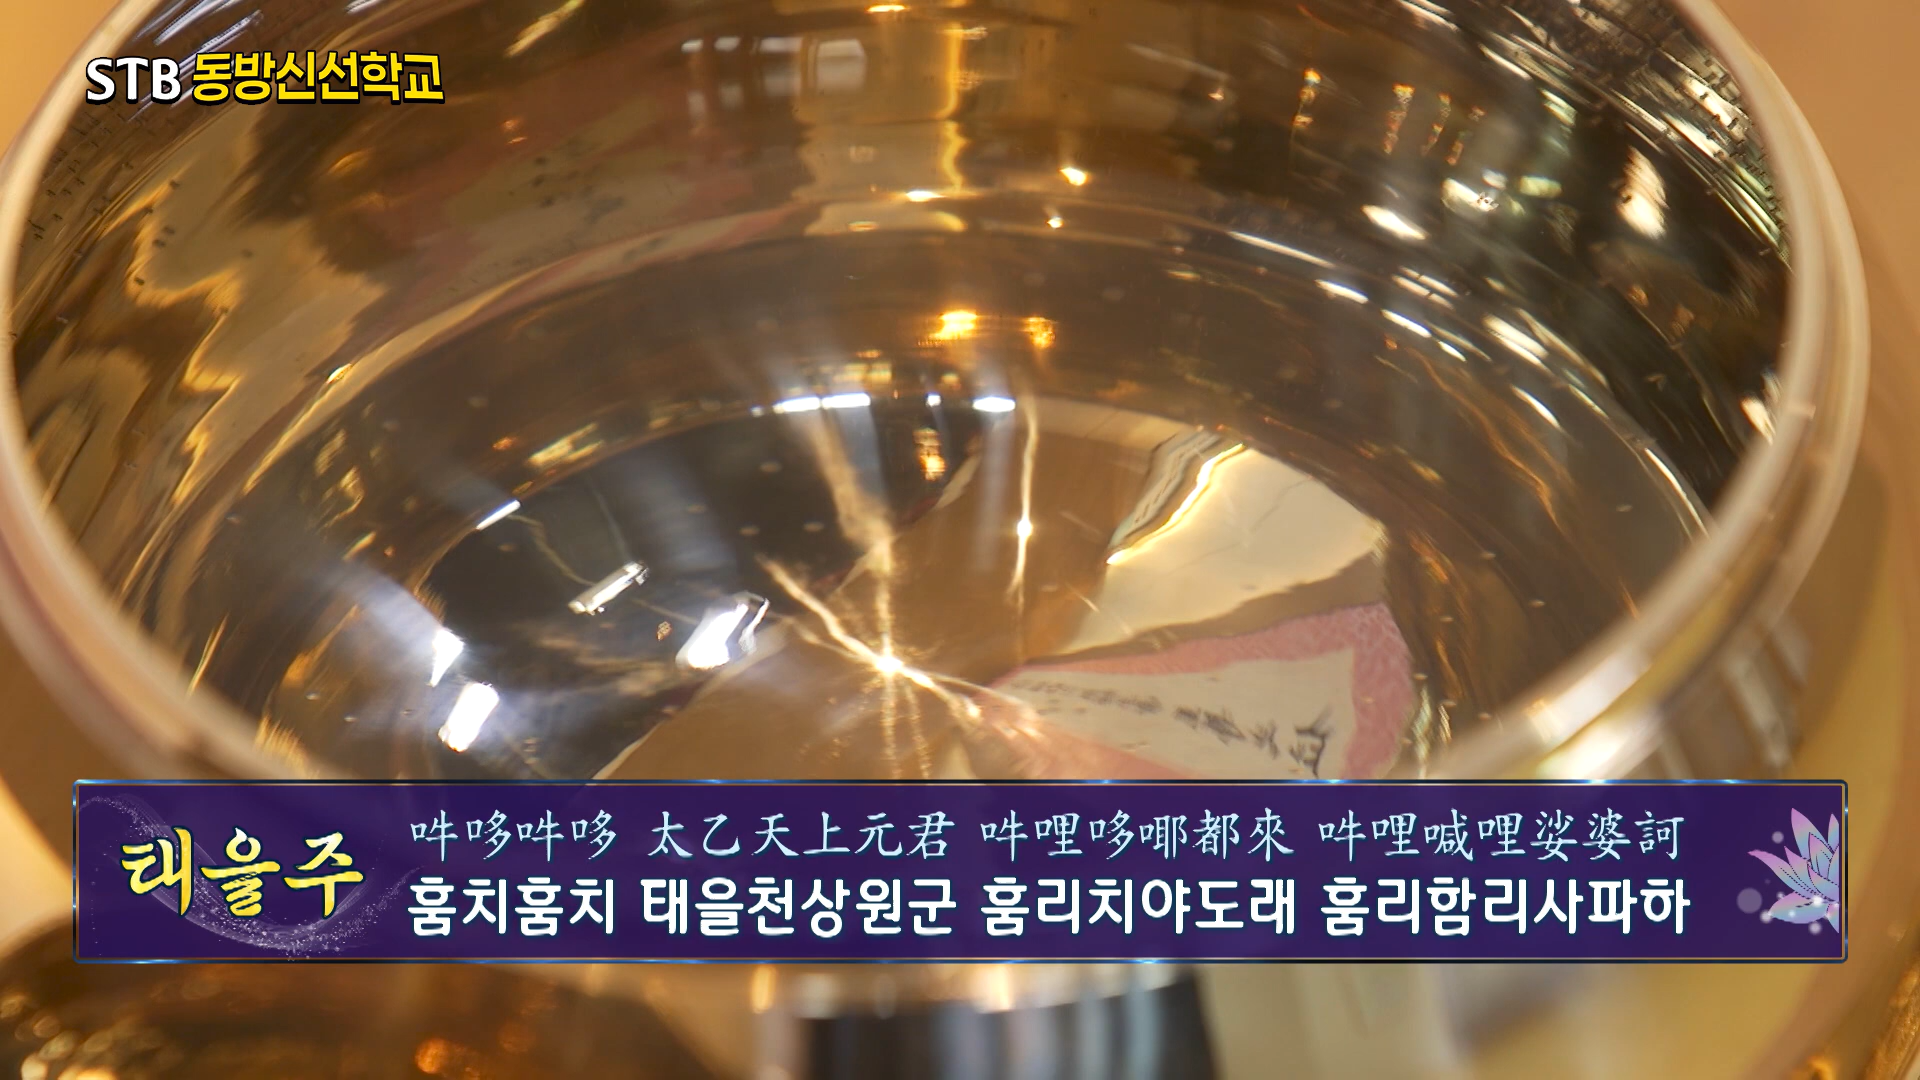 STB 동방신선학교
태을주
吽哆吽哆 太乙天上元君 吽哩哆㖿都來 吽哩喊哩娑婆訶
훔치훔치 태을천상원군 훔리치야도래 훔리함리사파하